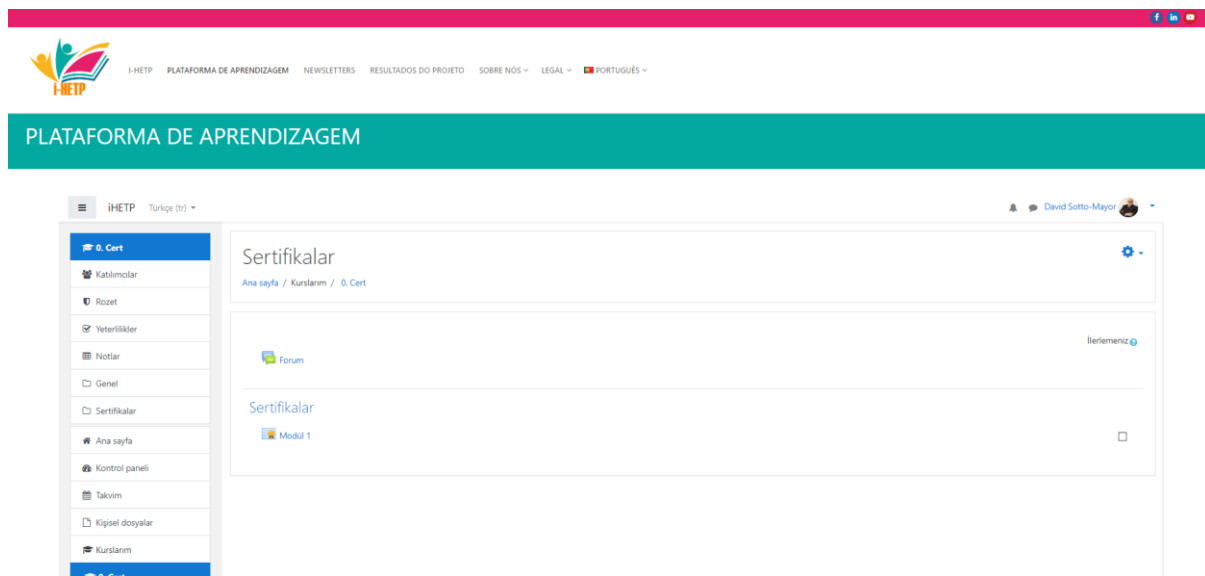 i-HETP
I-HETP PLATAFORMA DE APRENDIZAGEM NEWSLETTERS RESULTADOS DO PROJETO SOBRE NÓS LEGAL PORTUGUÊS
PLATAFORMA DE APRENDIZAGEM
iHETP Türkçe (tr) David Sotto-Mayor
0. Cert
Katılımcılar
Rozet
Yeterlilikler
Notlar
Genel
Sertifikalar
Ana sayfa
Kontrol paneli
Takvim
Kişisel dosyalar
Kurslarım
0. Cert
Sertifikalar
Ana sayfa / Kurslarım / 0. Cert
İlerlemeniz
Forum
Sertifikalar
Modül 1